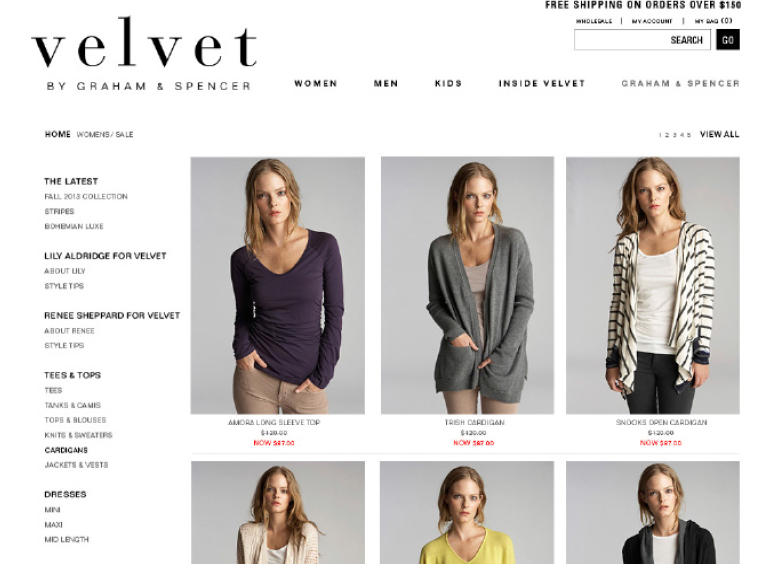 FREE SHIPPING ON ORDERS OVER $150
WHOLESALE | MY ACCOUNT | MY BAG (0)
velvet
SEARCH GO
BY GRAHAM & SPENCER
WOMEN MEN KIDS INSIDE VELVET GRAHAM & SPENCER
HOME WOMENS / SALE
1 2 3 4 5 VIEW ALL
THE LATEST
FALL 2013 COLLECTION
STRIPES
BOHEMIAN LUXE
LILY ALDRIDGE FOR VELVET
ABOUT LILY
STYLE TIPS
RENEE SHEPPARD FOR VELVET
ABOUT RENEE
STYLE TIPS
TEES & TOPS
TEES
TANKS & CAMIS
TOPS & BLOUSES
KNITS & SWEATERS
CARDIGANS
JACKETS & VESTS
DRESSES
MINI
MAXI
MID LENGTH
AMORA LONG SLEEVE TOP
$129.00
NOW $87.00
TRISH CARDIGAN
$120.00
NOW $87.00
SNOOKS OPEN CARDIGAN
$120.00
NOW $87.00